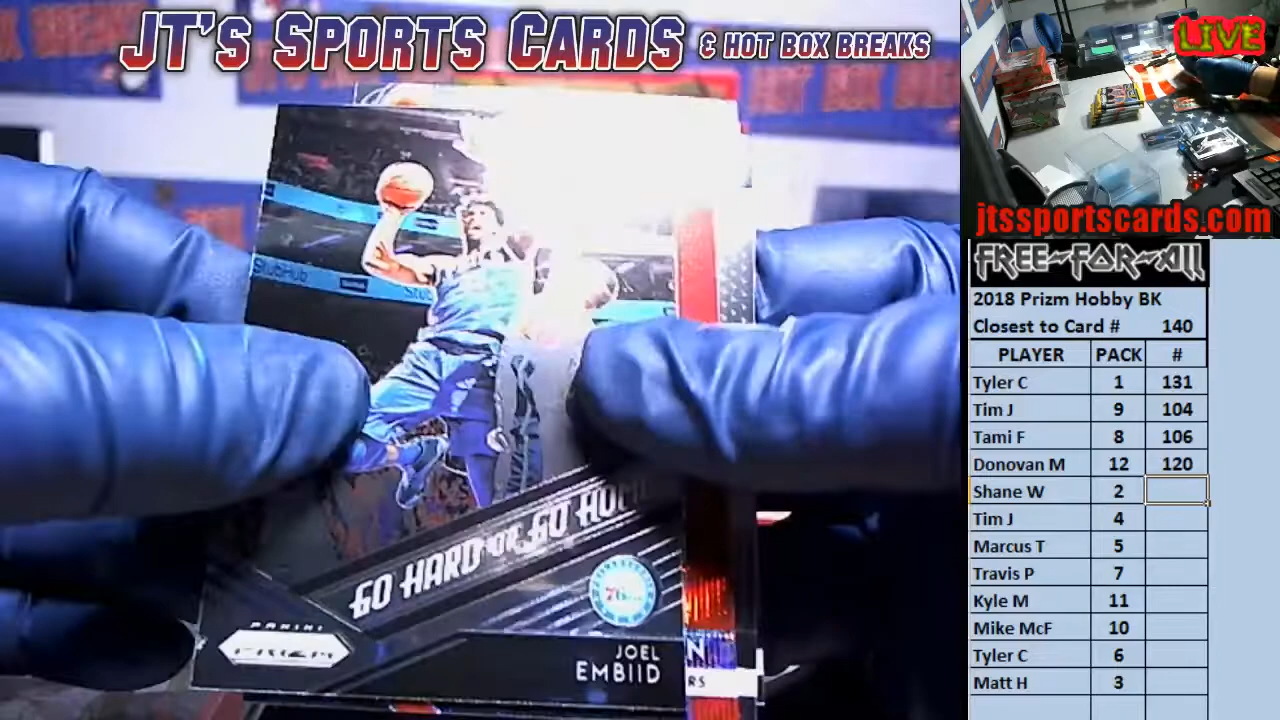 JT's Sports Cards & Hot Box Breaks
LIVE
jtssportscards.com
StubHub
GO HARD OR GO HOME
76
PANINI
PRIZM
JOEL
EMBIID
N
RS
FREE-FOR-ALL
2018 Prizm Hobby BK
Closest to Card # 140
PLAYER PACK #
Tyler C 1 131
Tim J 9 104
Tami F 8 106
Donovan M 12 120
Shane W 2
Tim J 4
Marcus T 5
Travis P 7
Kyle M 11
Mike McF 10
Tyler C 6
Matt H 3